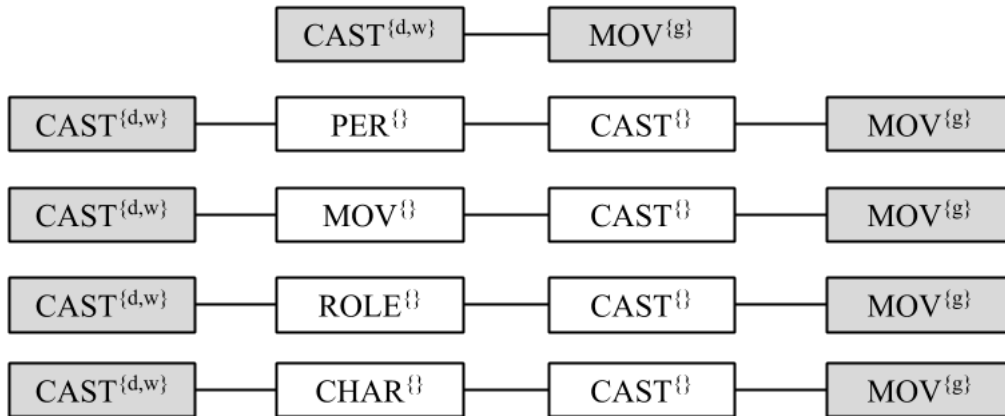 CAST^{d,w} MOV^{g}
CAST^{d,w} PER^{} CAST^{} MOV^{g}
CAST^{d,w} MOV^{} CAST^{} MOV^{g}
CAST^{d,w} ROLE^{} CAST^{} MOV^{g}
CAST^{d,w} CHAR^{} CAST^{} MOV^{g}